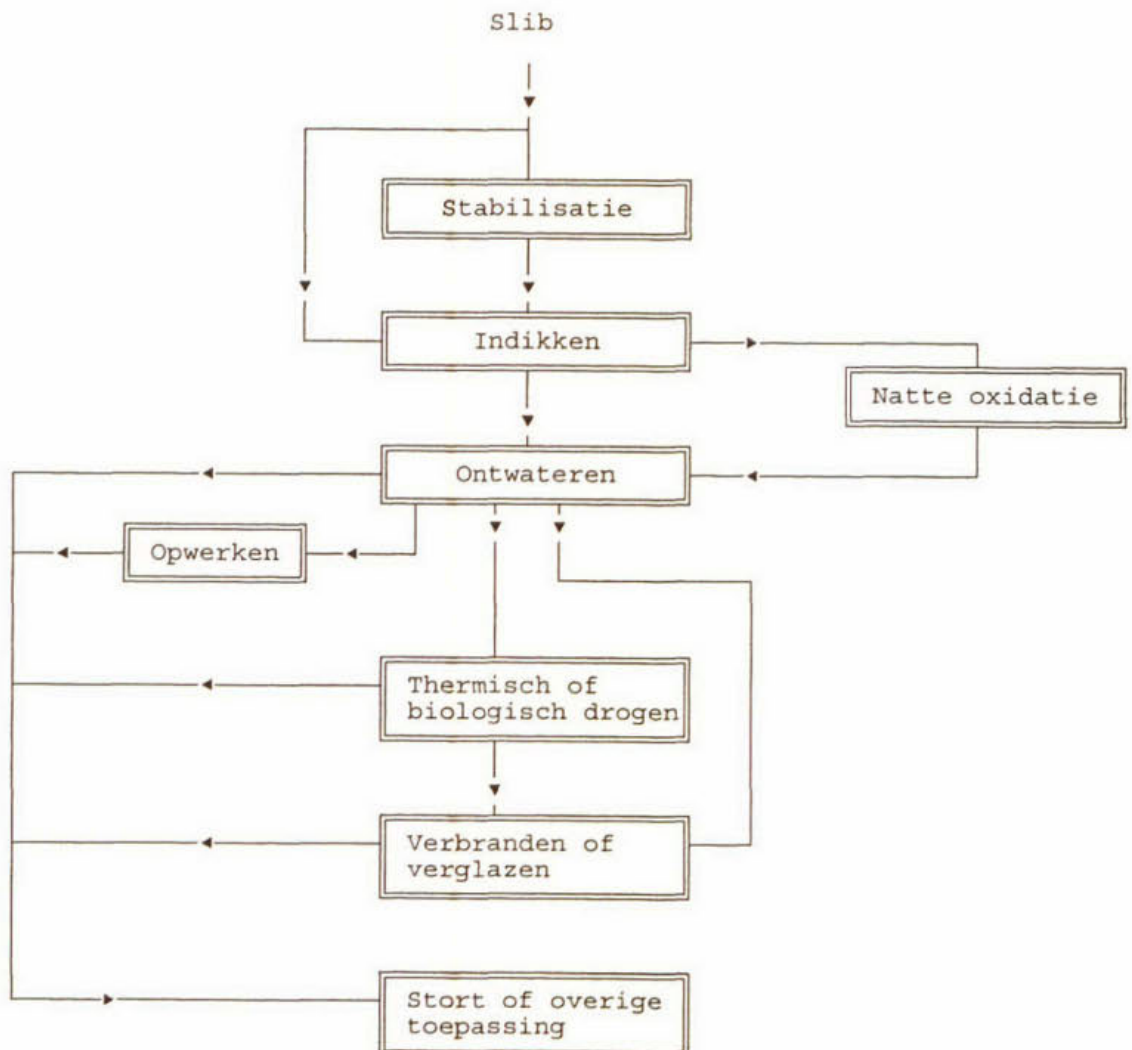 Slib
Stabilisatie
Indikken
Natte oxidatie
Ontwateren
Opwerken
Thermisch of
biologisch drogen
Verbranden of
verglazen
Stort of overige
toepassing